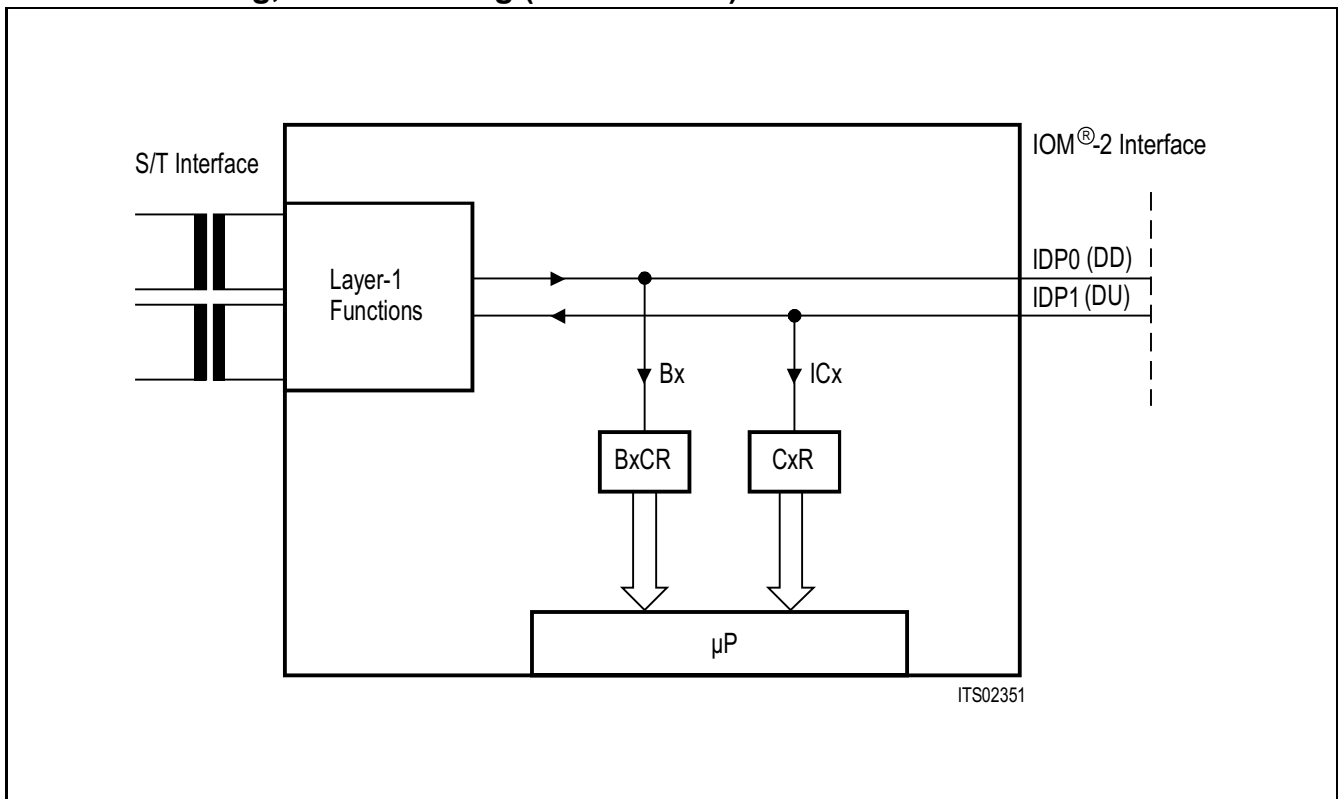 S/T Interface
IOM®-2 Interface
Layer-1
Functions
IDP0 (DD)
IDP1 (DU)
Bx
ICx
BxCR
CxR
µP
ITS02351